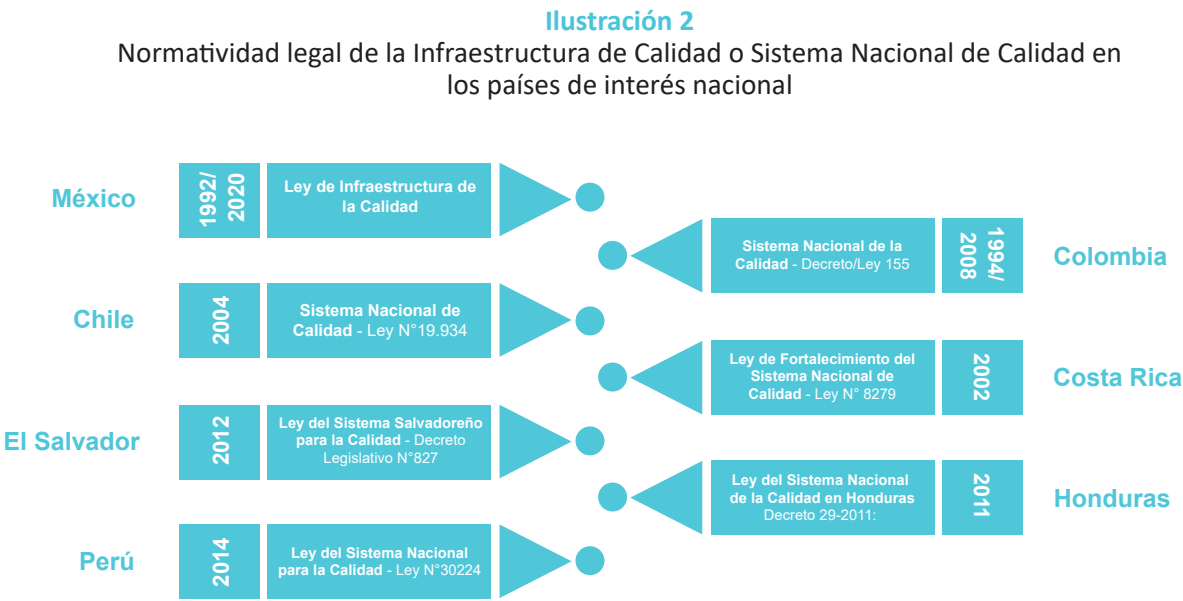 Ilustración 2
Normatividad legal de la Infraestructura de Calidad o Sistema Nacional de Calidad en
los países de interés nacional
México
1992/
2020
Ley de Infraestructura de
la Calidad
Sistema Nacional de la
Calidad - Decreto/Ley 155
1994/
2008
Colombia
Chile
2004
Sistema Nacional de
Calidad - Ley N°19.934
Ley de Fortalecimiento del
Sistema Nacional de
Calidad - Ley N° 8279
2002
Costa Rica
El Salvador
2012
Ley del Sistema Salvadoreño
para la Calidad - Decreto
Legislativo N°827
Ley del Sistema Nacional
de la Calidad en Honduras
Decreto 29-2011:
2011
Honduras
Perú
2014
Ley del Sistema Nacional
para la Calidad - Ley N°30224